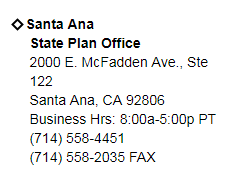 Santa Ana
State Plan Office
2000 E. McFadden Ave., Ste
122
Santa Ana, CA 92806
Business Hrs: 8:00a-5:00p PT
(714) 558-4451
(714) 558-2035 FAX